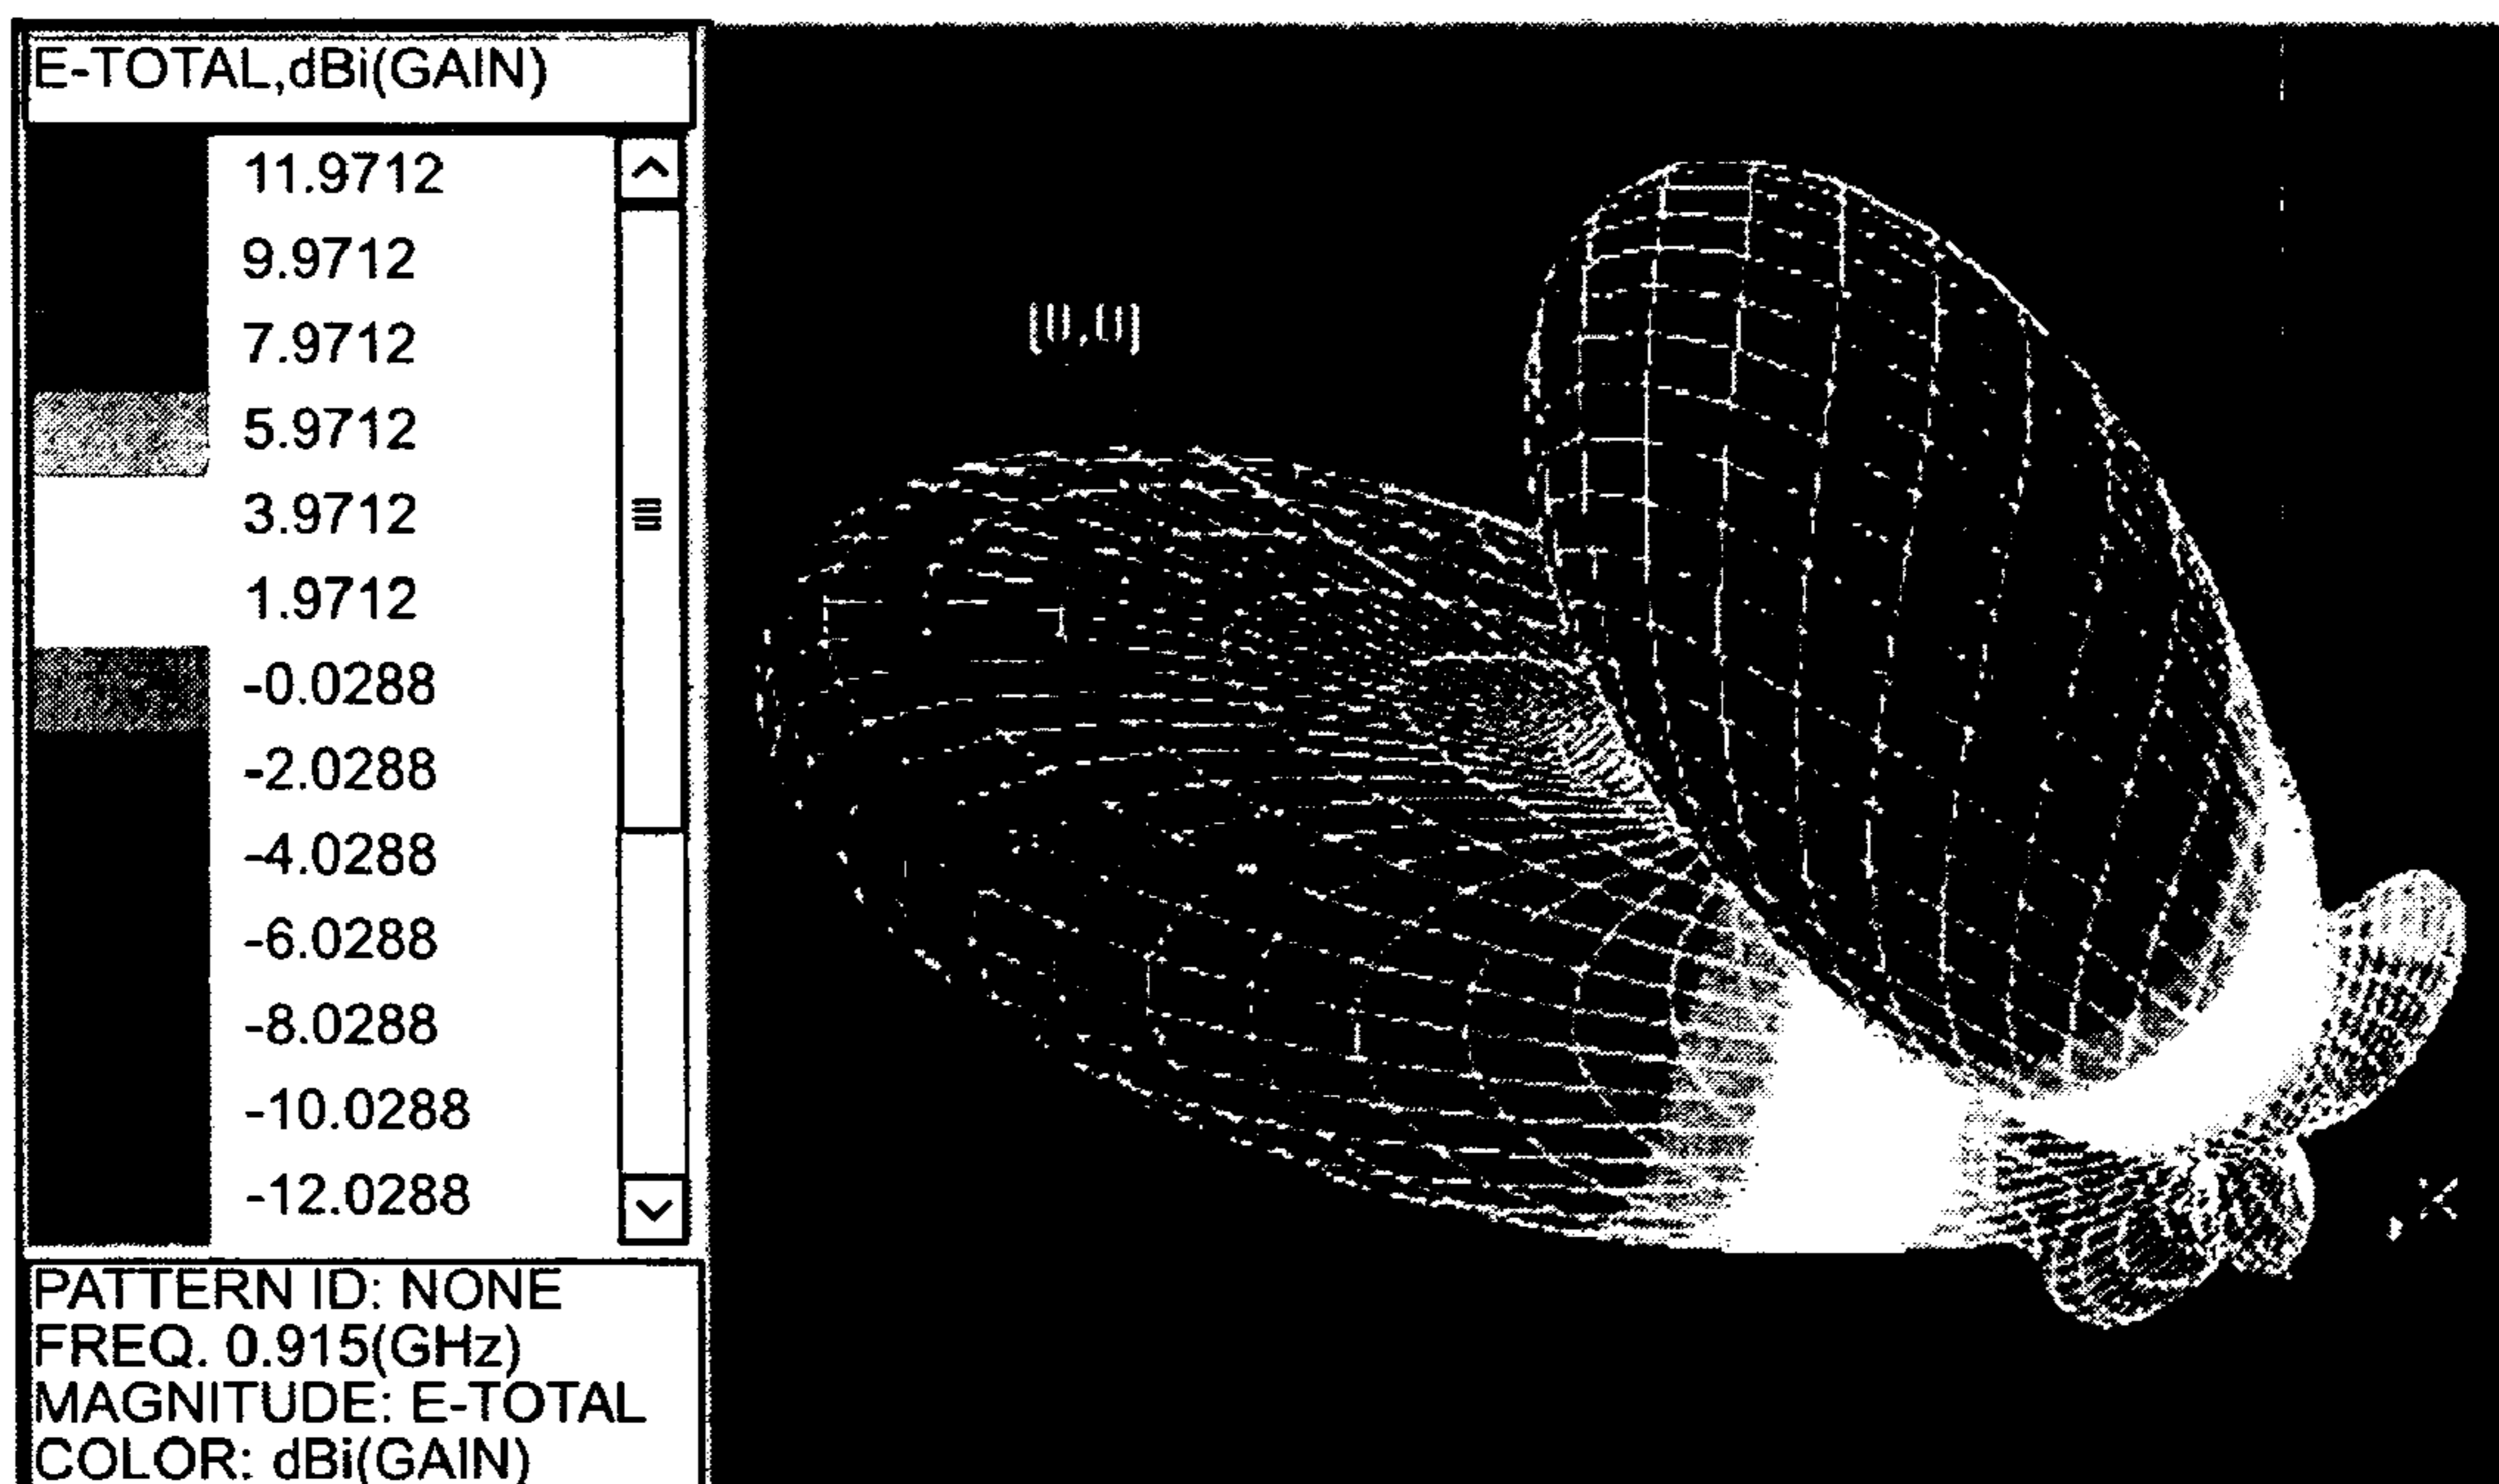 E-TOTAL,dBi(GAIN)
11.9712
9.9712
7.9712
5.9712
3.9712
1.9712
-0.0288
-2.0288
-4.0288
-6.0288
-8.0288
-10.0288
-12.0288
PATTERN ID: NONE
FREQ. 0.915(GHz)
MAGNITUDE: E-TOTAL
COLOR: dBi(GAIN)